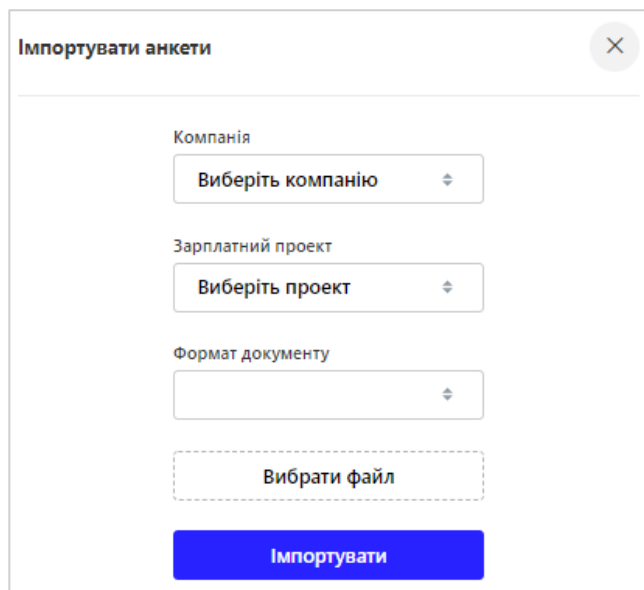 Імпортувати анкети
Компанія
Виберіть компанію
Зарплатний проект
Виберіть проект
Формат документу
Вибрати файл
Імпортувати